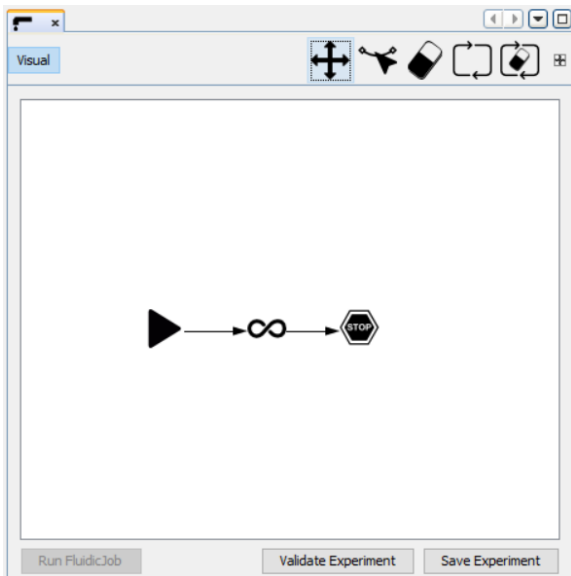 Visual
STOP
Run FluidicJob
Validate Experiment
Save Experiment